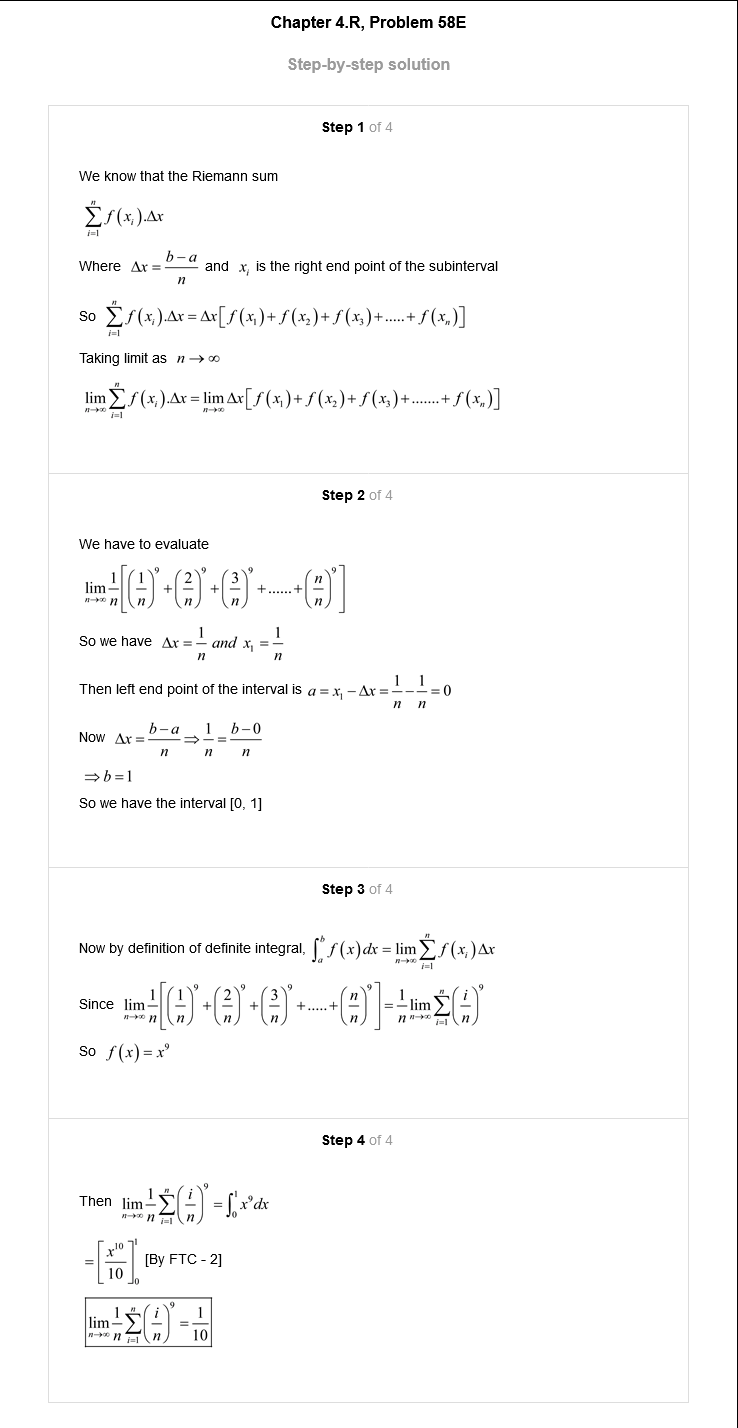 Chapter 4.R, Problem 58E
Step-by-step solution
Step 1 of 4
We know that the Riemann sum
$\sum_{i=1}^{n} f(x_i).\Delta x$
Where $\Delta x = \frac{b-a}{n}$ and $x_i$ is the right end point of the subinterval
So $\sum_{i=1}^{n} f(x_i).\Delta x = \Delta x[f(x_1)+f(x_2)+f(x_3)+.....+f(x_n)]$
Taking limit as $n \to \infty$
$\lim_{n \to \infty} \sum_{i=1}^{n} f(x_i).\Delta x = \lim_{n \to \infty} \Delta x[f(x_1)+f(x_2)+f(x_3)+.......+f(x_n)]$
Step 2 of 4
We have to evaluate
$\lim_{n \to \infty} \frac{1}{n}\left[\left(\frac{1}{n}\right)^9+\left(\frac{2}{n}\right)^9+\left(\frac{3}{n}\right)^9+......+\left(\frac{n}{n}\right)^9\right]$
So we have $\Delta x = \frac{1}{n}$ and $x_1 = \frac{1}{n}$
Then left end point of the interval is $a = x_1 - \Delta x = \frac{1}{n} - \frac{1}{n} = 0$
Now $\Delta x = \frac{b-a}{n} \Rightarrow \frac{1}{n} = \frac{b-0}{n}$
$\Rightarrow b = 1$
So we have the interval [0, 1]
Step 3 of 4
Now by definition of definite integral, $\int_a^b f(x)dx = \lim_{n \to \infty} \sum_{i=1}^{n} f(x_i)\Delta x$
Since $\lim_{n \to \infty} \frac{1}{n}\left[\left(\frac{1}{n}\right)^9+\left(\frac{2}{n}\right)^9+\left(\frac{3}{n}\right)^9+.....+\left(\frac{n}{n}\right)^9\right] = \frac{1}{n} \lim_{n \to \infty} \sum_{i=1}^{n} \left(\frac{i}{n}\right)^9$
So $f(x) = x^9$
Step 4 of 4
Then $\lim_{n \to \infty} \frac{1}{n} \sum_{i=1}^{n} \left(\frac{i}{n}\right)^9 = \int_0^1 x^9 dx$
$= \left[\frac{x^{10}}{10}\right]_0^1$ [By FTC - 2]
$\lim_{n \to \infty} \frac{1}{n} \sum_{i=1}^{n} \left(\frac{i}{n}\right)^9 = \frac{1}{10}$